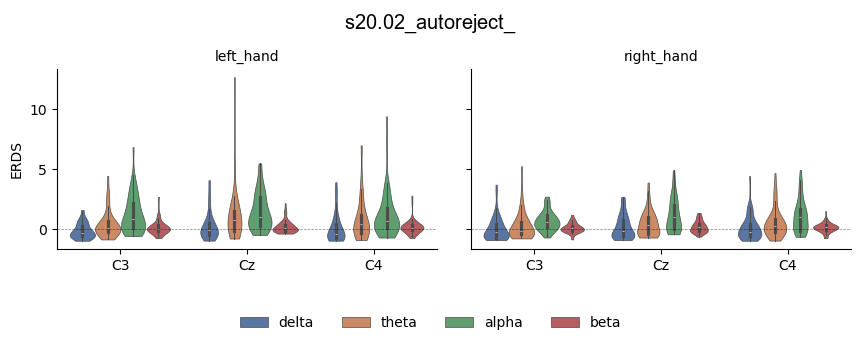 s20.02_autoreject_
left_hand
right_hand
ERDS
10
5
0
C3
Cz
C4
C3
Cz
C4
delta
theta
alpha
beta